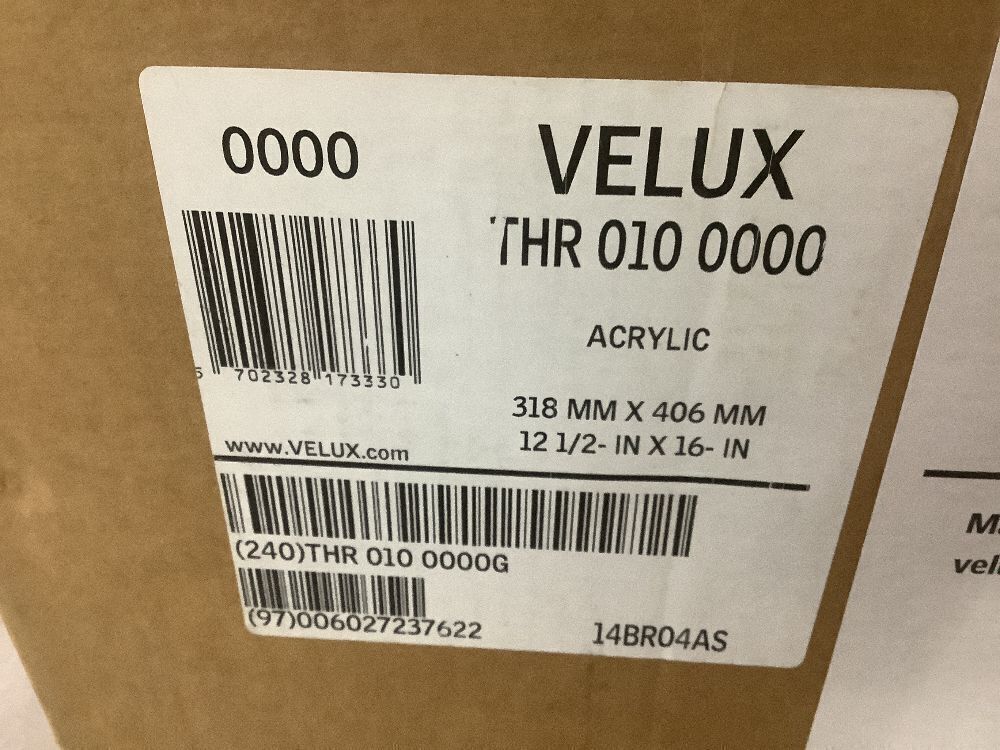 0000
VELUX
THR 010 0000
ACRYLIC
5 702328 173330
318 MM X 406 MM
12 1/2- IN X 16- IN
www.VELUX.com
(240)THR 010 0000G
(97)006027237622
14BR04AS